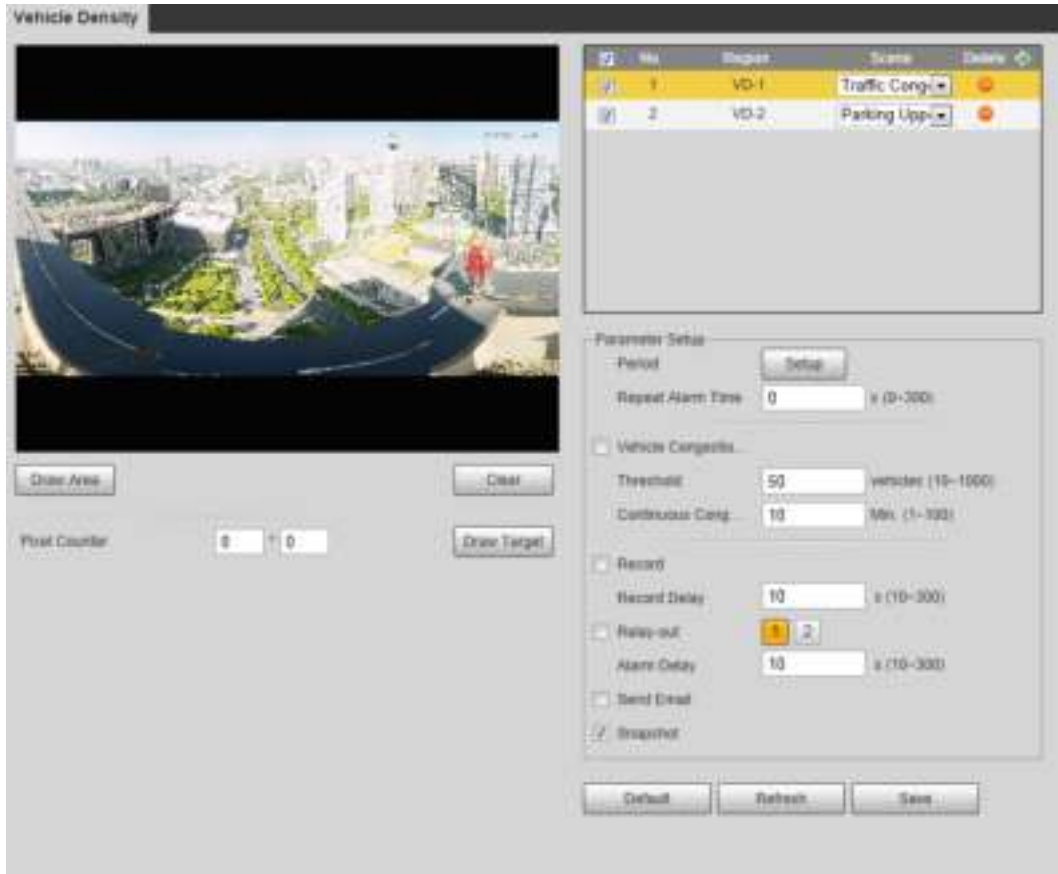 Vehicle Density
No. Region Scene Delete
1 VD-1 Traffic Cong
2 VD-2 Parking Upp
Parameter Setup
Period Setup
Repeat Alarm Time 0 s (0~300)
Vehicle Congestio...
Threshold 50 vehicles (10~1000)
Continuous Cong... 10 Min. (1~100)
Draw Area Clear
Pixel Counter 0 * 0 Draw Target
Record
Record Delay 10 s (10~300)
Relay-out 1 2
Alarm Delay 10 s (10~300)
Send Email
Snapshot
Default Refresh Save